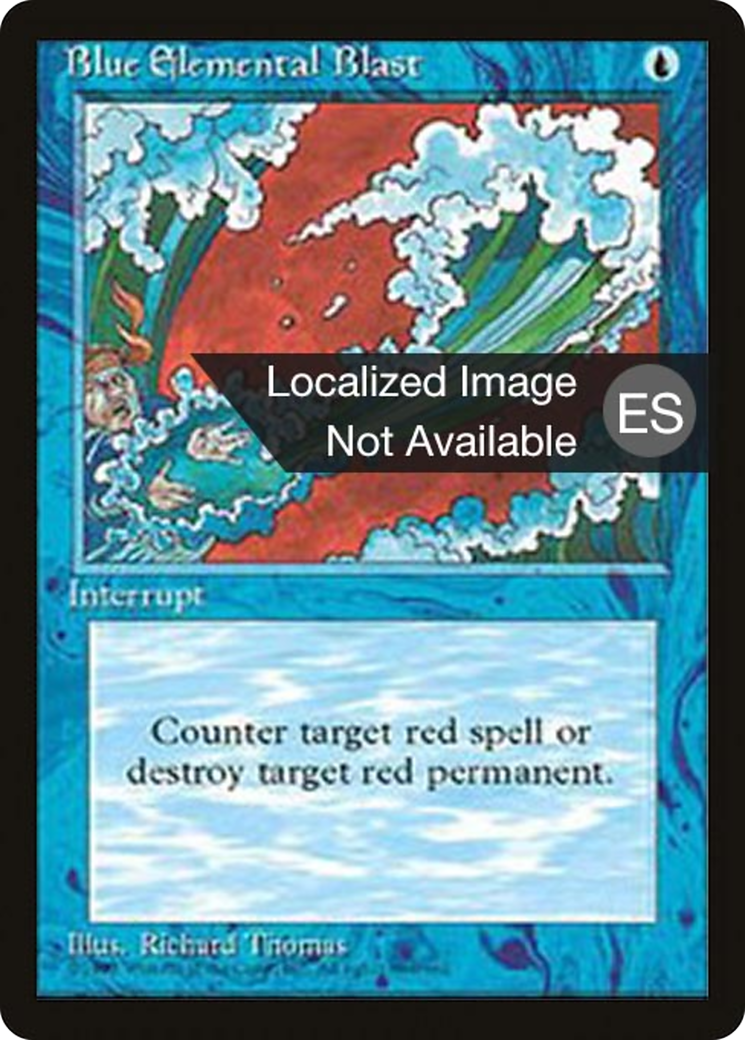 Blue Elemental Blast
Localized Image
Not Available
ES
Interrupt
Counter target red spell or
destroy target red permanent.
Illus. Richard Thomas